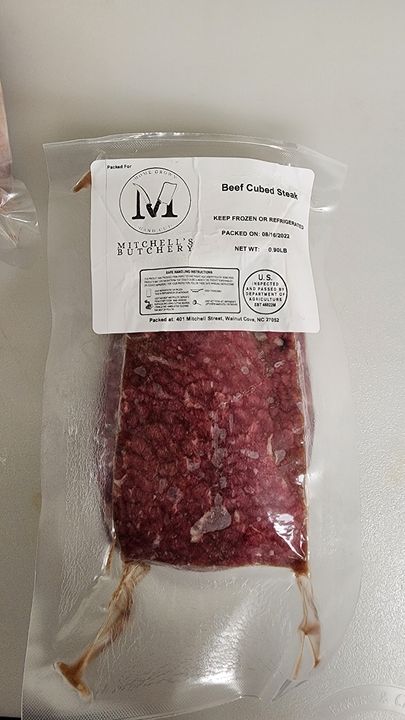 Packed For
HOME GROWN
M
HAND CUT
MITCHELL'S
BUTCHERY
Beef Cubed Steak
KEEP FROZEN OR REFRIGERATED
PACKED ON: 08/16/2022
NET WT: 0.90LB
SAFE HANDLING INSTRUCTIONS
U.S.
INSPECTED
AND PASSED BY
DEPARTMENT OF
AGRICULTURE
EST 46822M
Packed at: 401 Mitchell Street, Walnut Cove, NC 27052